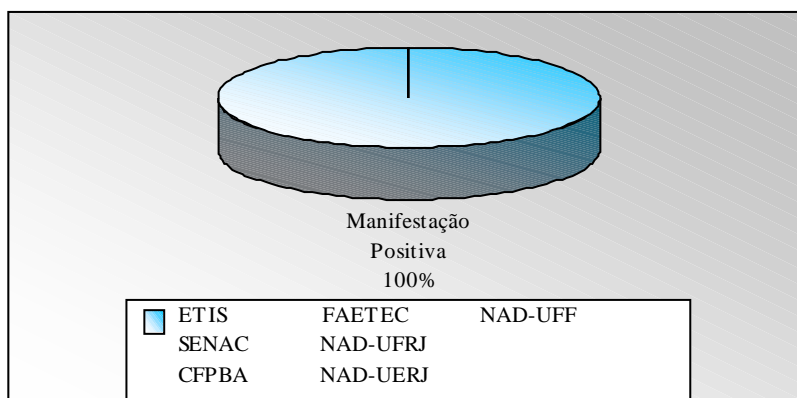 Manifestação
Positiva
100%
ETIS FAETEC NAD-UFF
SENAC NAD-UFRJ
CFPBA NAD-UERJ